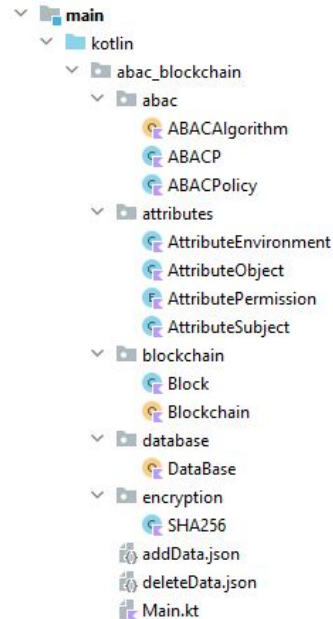 main
kotlin
abac_blockchain
abac
ABACAlgorithm
ABACP
ABACPolicy
attributes
AttributeEnvironment
AttributeObject
AttributePermission
AttributeSubject
blockchain
Block
Blockchain
database
DataBase
encryption
SHA256
addData.json
deleteData.json
Main.kt